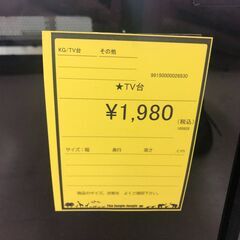 KG/TV台 その他
99150000026530
★TV台
¥1,980
(税込)
サイズ:幅 奥行 高さ cm
商品のサイズ、状態を よくご確認下さい。
The Jungle Jungle